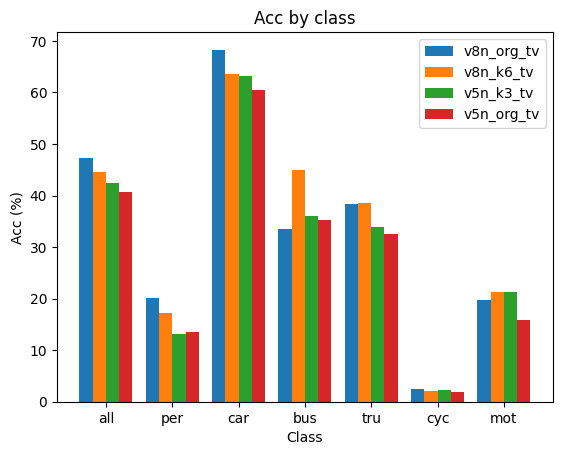 Acc by class
v8n_org_tv
v8n_k6_tv
v5n_k3_tv
v5n_org_tv
Acc (%)
70
60
50
40
30
20
10
0
all per car bus tru cyc mot
Class